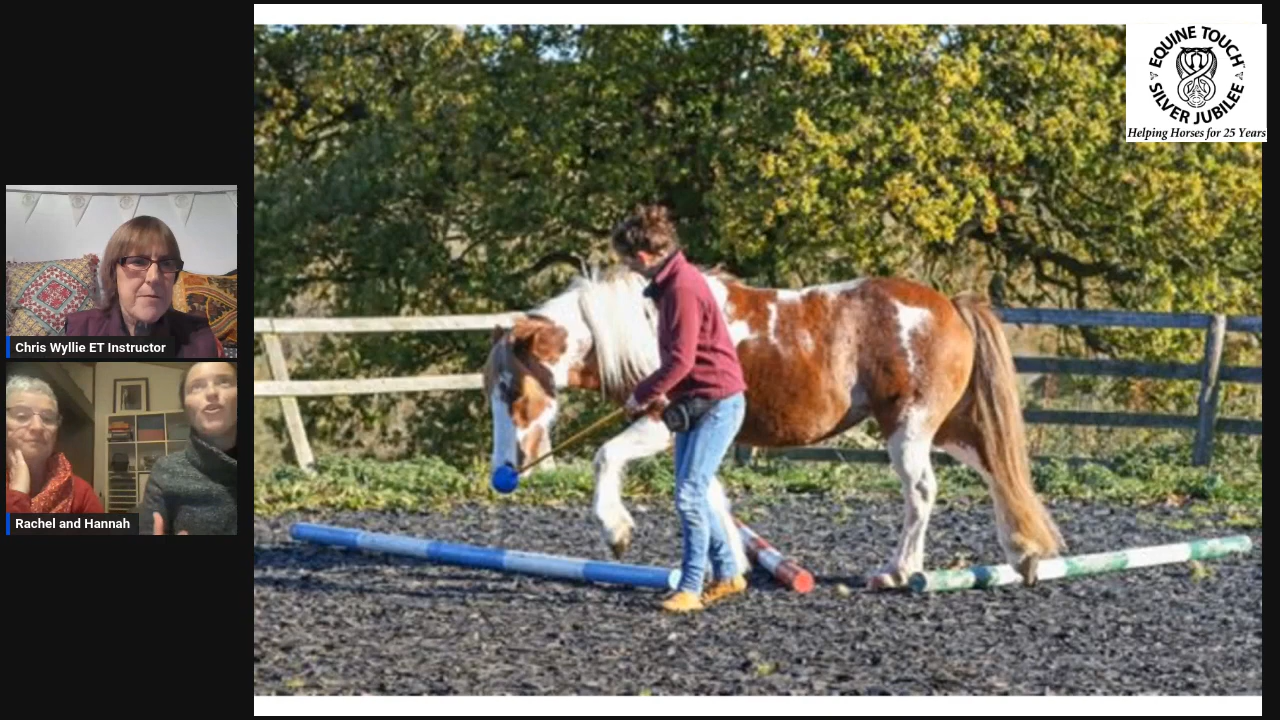 EQUINE TOUCH
SILVER JUBILEE
Helping Horses for 25 Years
Chris Wyllie ET Instructor
Rachel and Hannah